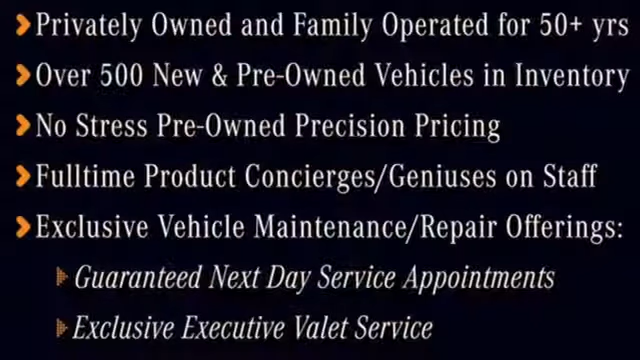 Privately Owned and Family Operated for 50+ yrs
Over 500 New & Pre-Owned Vehicles in Inventory
No Stress Pre-Owned Precision Pricing
Fulltime Product Concierges/Geniuses on Staff
Exclusive Vehicle Maintenance/Repair Offerings:
Guaranteed Next Day Service Appointments
Exclusive Executive Valet Service